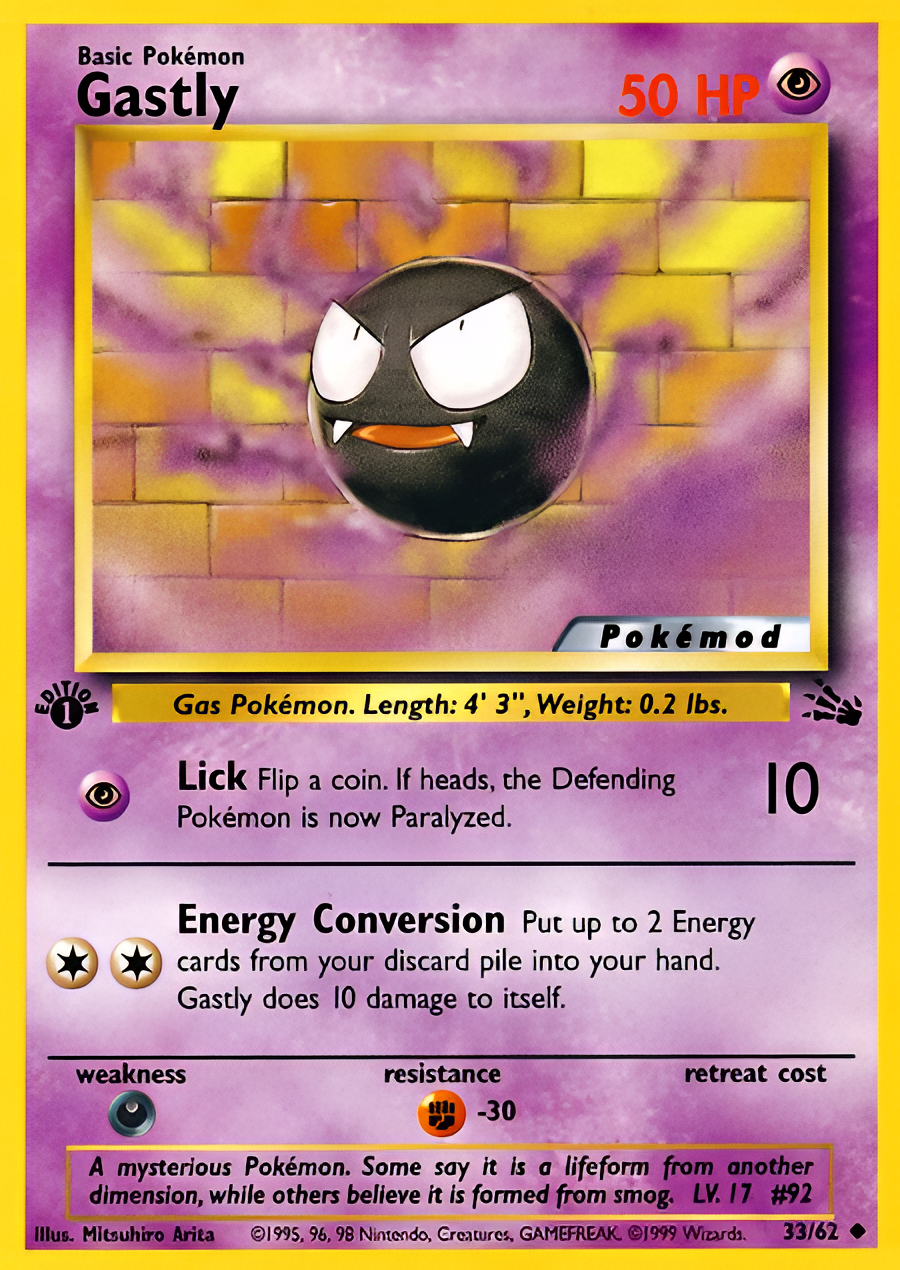 Basic Pokémon
Gastly
50 HP
Pokémod
EDITION
1
Gas Pokémon. Length: 4' 3", Weight: 0.2 lbs.
Lick Flip a coin. If heads, the Defending
Pokémon is now Paralyzed.
10
Energy Conversion Put up to 2 Energy
cards from your discard pile into your hand.
Gastly does 10 damage to itself.
weakness
resistance
retreat cost
-30
A mysterious Pokémon. Some say it is a lifeform from another
dimension, while others believe it is formed from smog. LV. 17 #92
Illus. Mitsuhiro Arita ©1995, 96, 98 Nintendo, Creatures, GAMEFREAK. ©1999 Wizards. 33/62